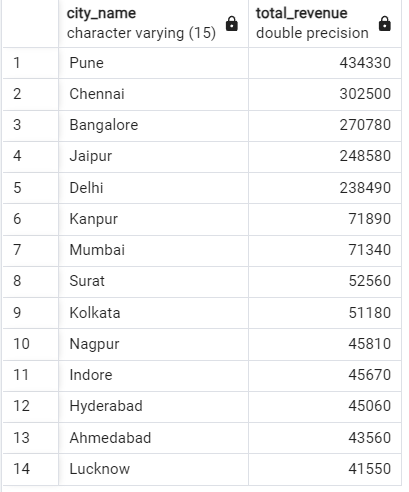 city_name total_revenue
character varying (15) double precision
1 Pune 434330
2 Chennai 302500
3 Bangalore 270780
4 Jaipur 248580
5 Delhi 238490
6 Kanpur 71890
7 Mumbai 71340
8 Surat 52560
9 Kolkata 51180
10 Nagpur 45810
11 Indore 45670
12 Hyderabad 45060
13 Ahmedabad 43560
14 Lucknow 41550